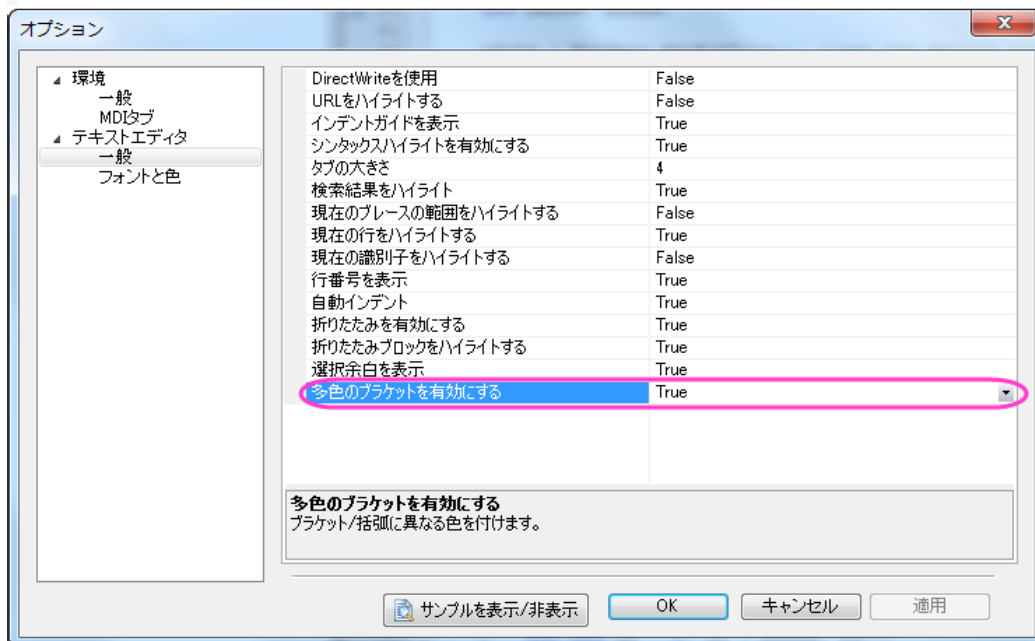 オプション
環境
一般
MDIタブ
テキストエディタ
一般
フォントと色
DirectWriteを使用 False
URLをハイライトする False
インデントガイドを表示 True
シンタックスハイライトを有効にする True
タブの大きさ 4
検索結果をハイライト True
現在のブレースの範囲をハイライトする False
現在の行をハイライトする True
現在の識別子をハイライトする False
行番号を表示 True
自動インデント True
折りたたみを有効にする True
折りたたみブロックをハイライトする True
選択余白を表示 True
多色のブラケットを有効にする True
多色のブラケットを有効にする
ブラケット/括弧に異なる色を付けます。
サンプルを表示/非表示 OK キャンセル 適用